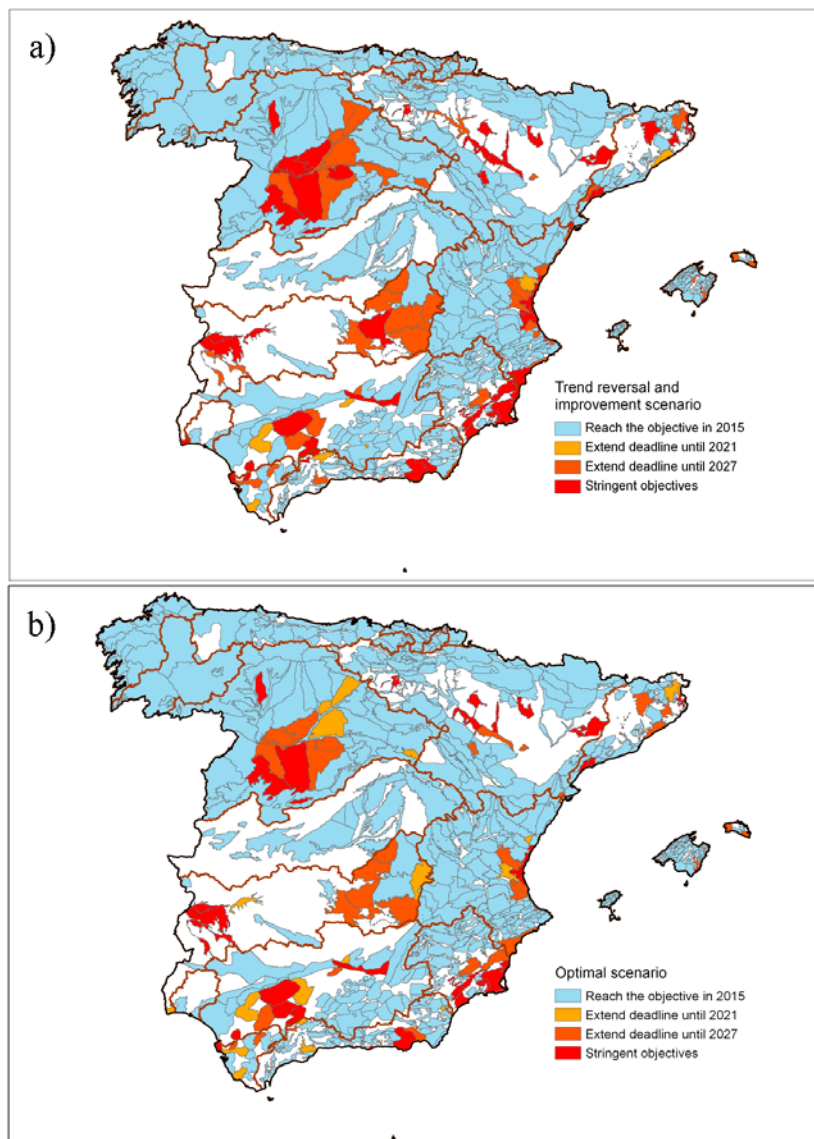 a)
Trend reversal and
improvement scenario
Reach the objective in 2015
Extend deadline until 2021
Extend deadline until 2027
Stringent objectives
b)
Optimal scenario
Reach the objective in 2015
Extend deadline until 2021
Extend deadline until 2027
Stringent objectives